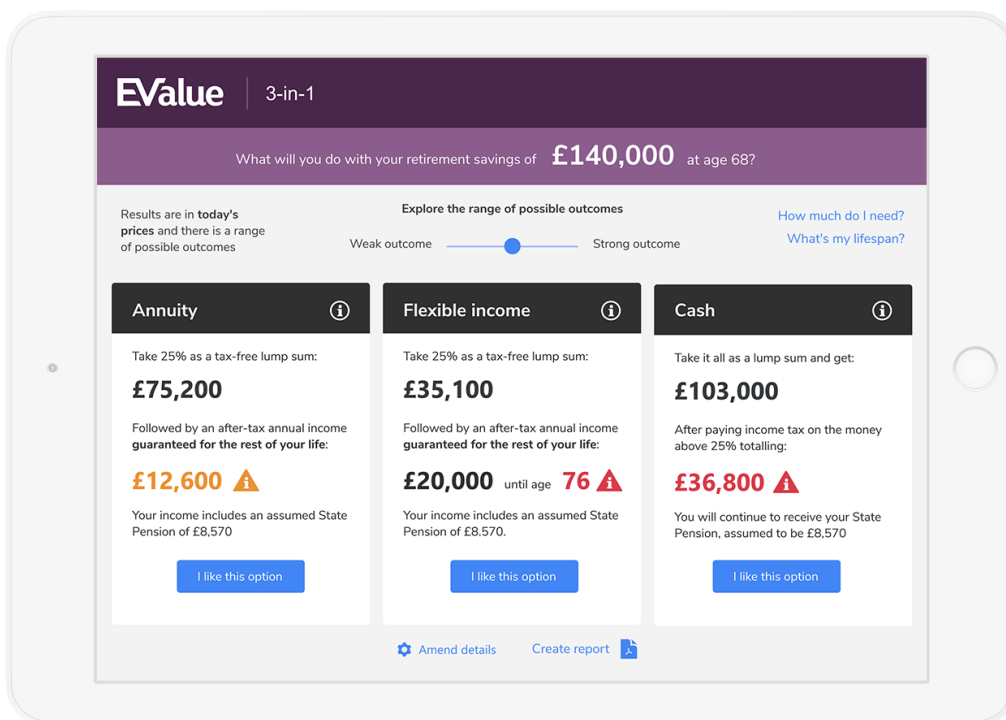 EValue | 3-in-1
What will you do with your retirement savings of £140,000 at age 68?
Results are in today's
prices and there is a range
of possible outcomes
Explore the range of possible outcomes
Weak outcome
Strong outcome
How much do I need?
What's my lifespan?
Annuity
Take 25% as a tax-free lump sum:
£75,200
Followed by an after-tax annual income
guaranteed for the rest of your life:
£12,600
Your income includes an assumed State
Pension of £8,570
I like this option
Flexible income
Take 25% as a tax-free lump sum:
£35,100
Followed by an after-tax annual income
guaranteed for the rest of your life:
£20,000 until age 76
Your income includes an assumed State
Pension of £8.570.
I like this option
Cash
Take it all as a lump sum and get:
£103,000
After paying income tax on the money
above 25% totalling:
£36,800
You will continue to receive your State
Pension, assumed to be £8,570
I like this option
Amend details
Create report